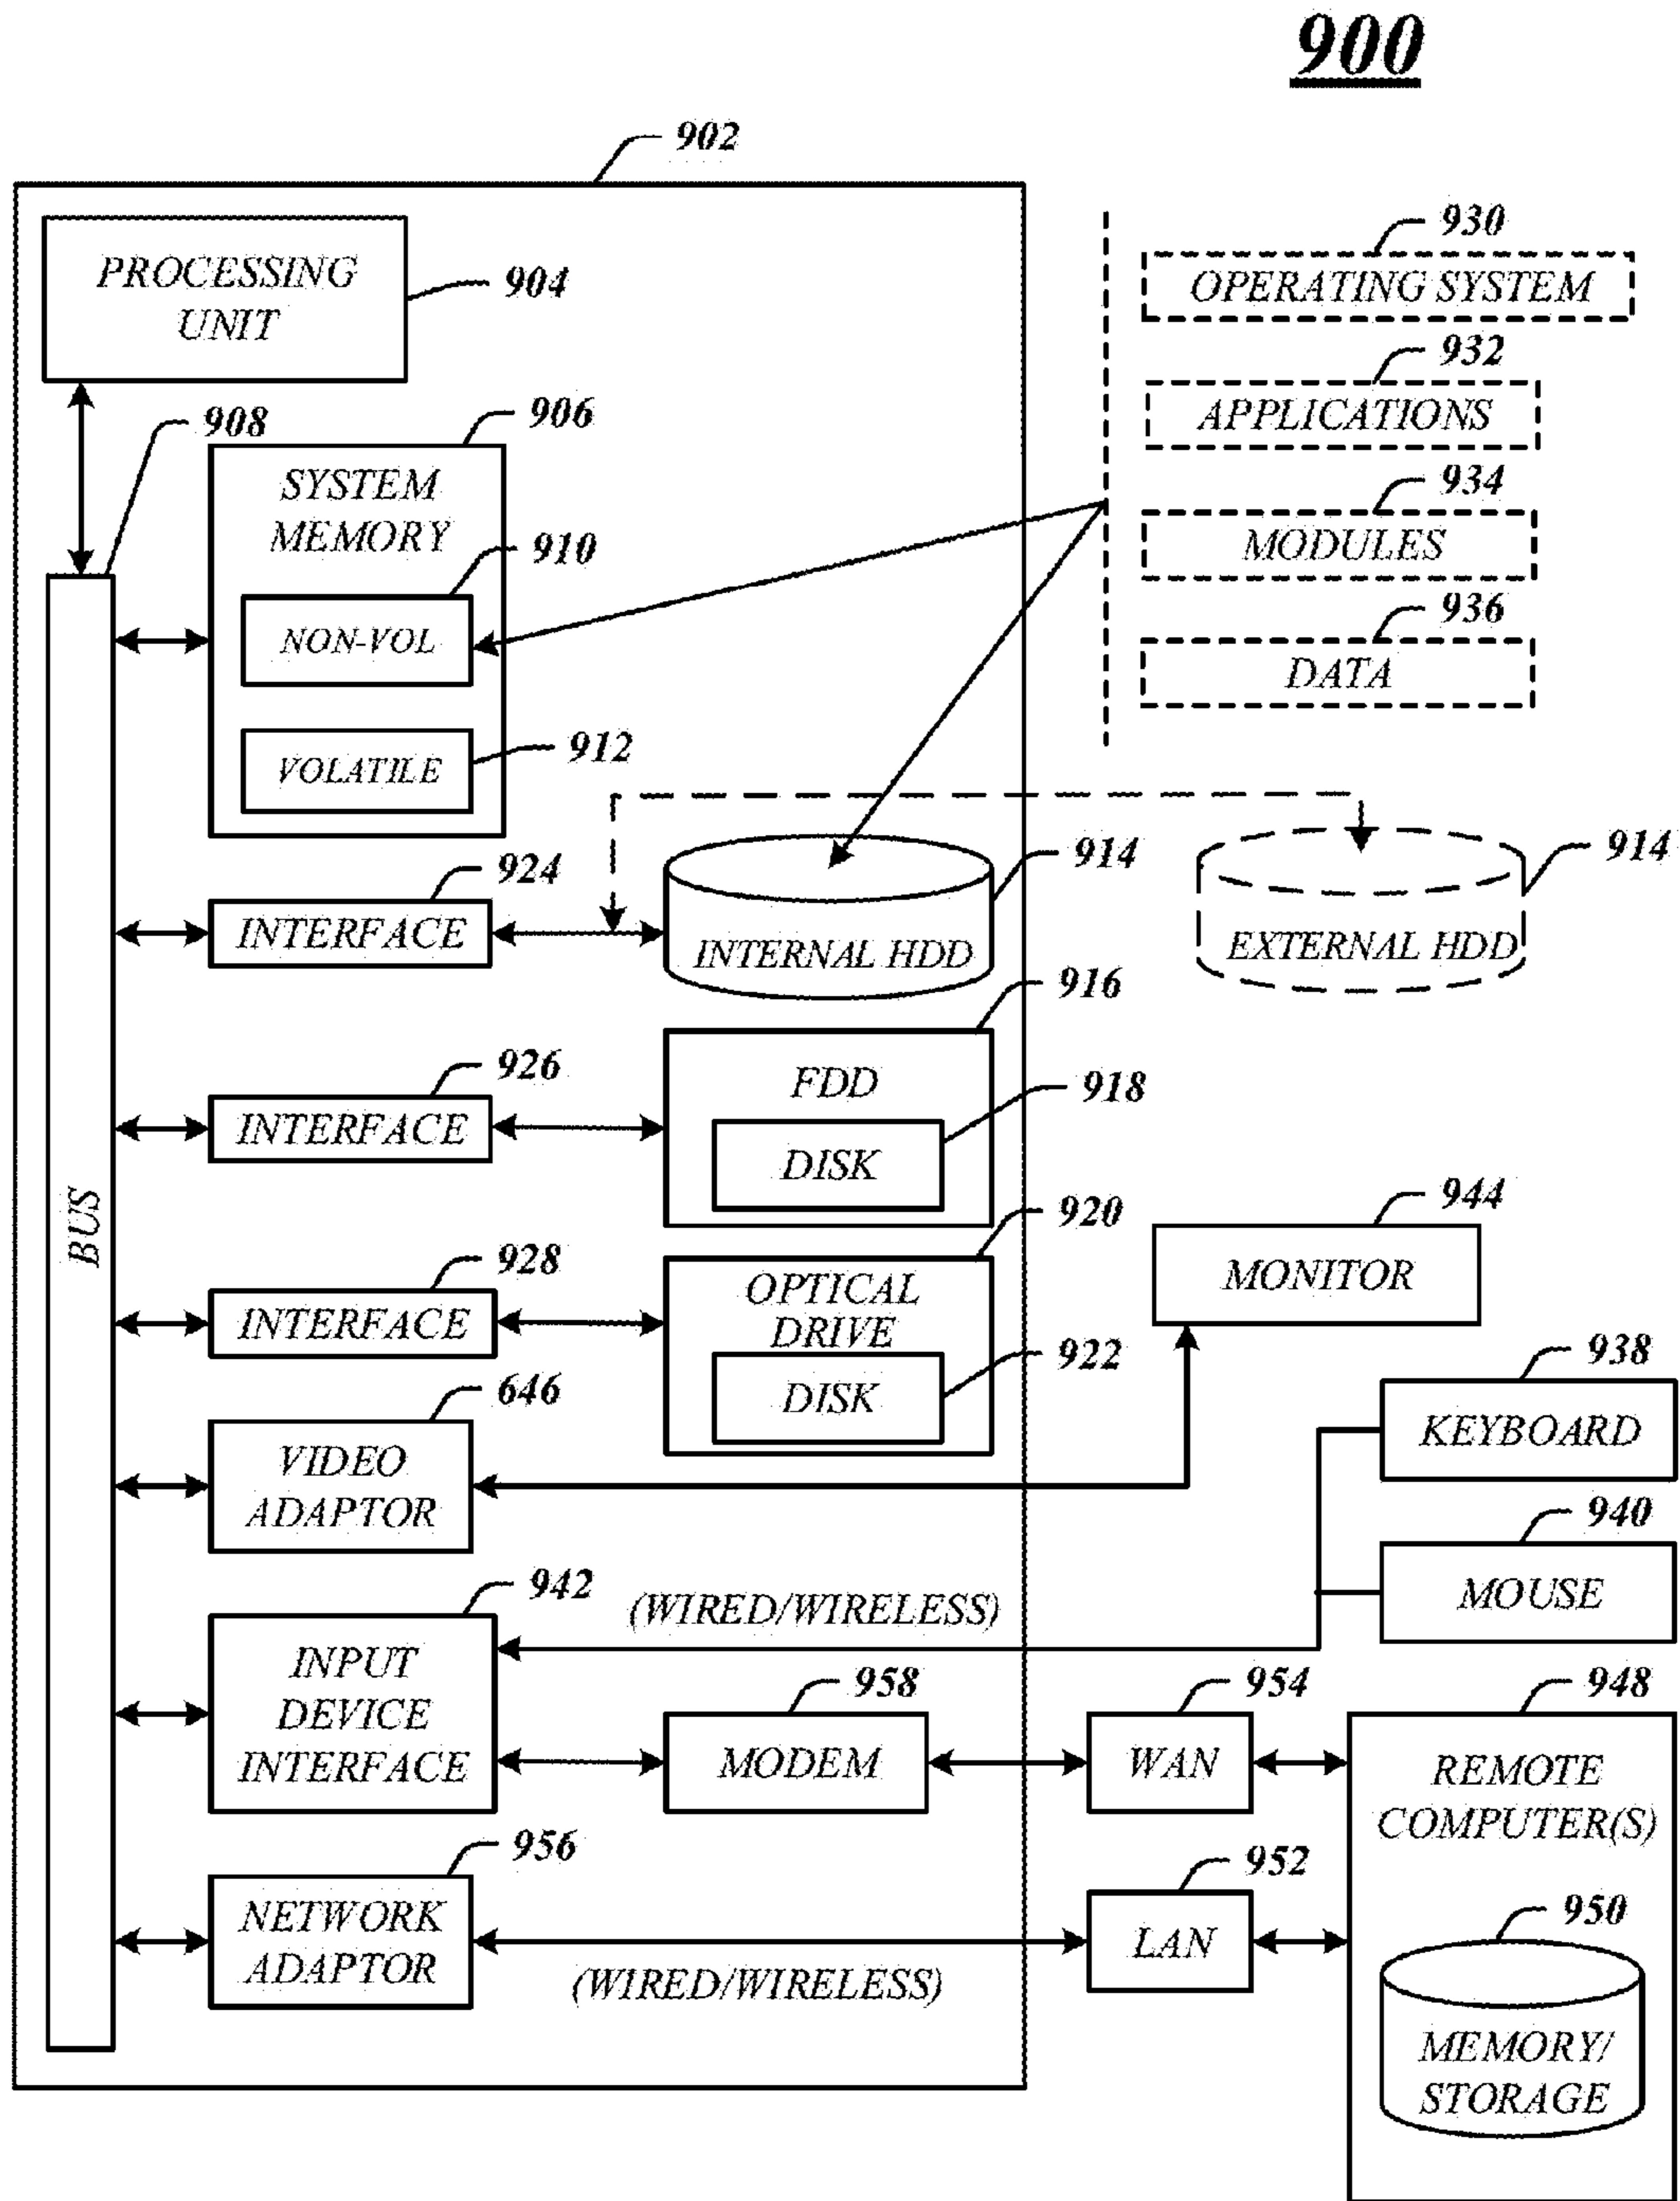 900
902
PROCESSING
UNIT
904
930
OPERATING SYSTEM
932
APPLICATIONS
934
MODULES
936
DATA
908
BUS
906
SYSTEM
MEMORY
910
NON-VOL
912
VOLATILE
924
INTERFACE
914
INTERNAL HDD
914
EXTERNAL HDD
926
INTERFACE
916
FDD
918
DISK
928
INTERFACE
920
OPTICAL
DRIVE
922
DISK
944
MONITOR
646
VIDEO
ADAPTOR
938
KEYBOARD
940
MOUSE
942
INPUT
DEVICE
INTERFACE
(WIRED/WIRELESS)
958
MODEM
954
WAN
948
REMOTE
COMPUTER(S)
956
NETWORK
ADAPTOR
(WIRED/WIRELESS)
952
LAN
950
MEMORY/
STORAGE